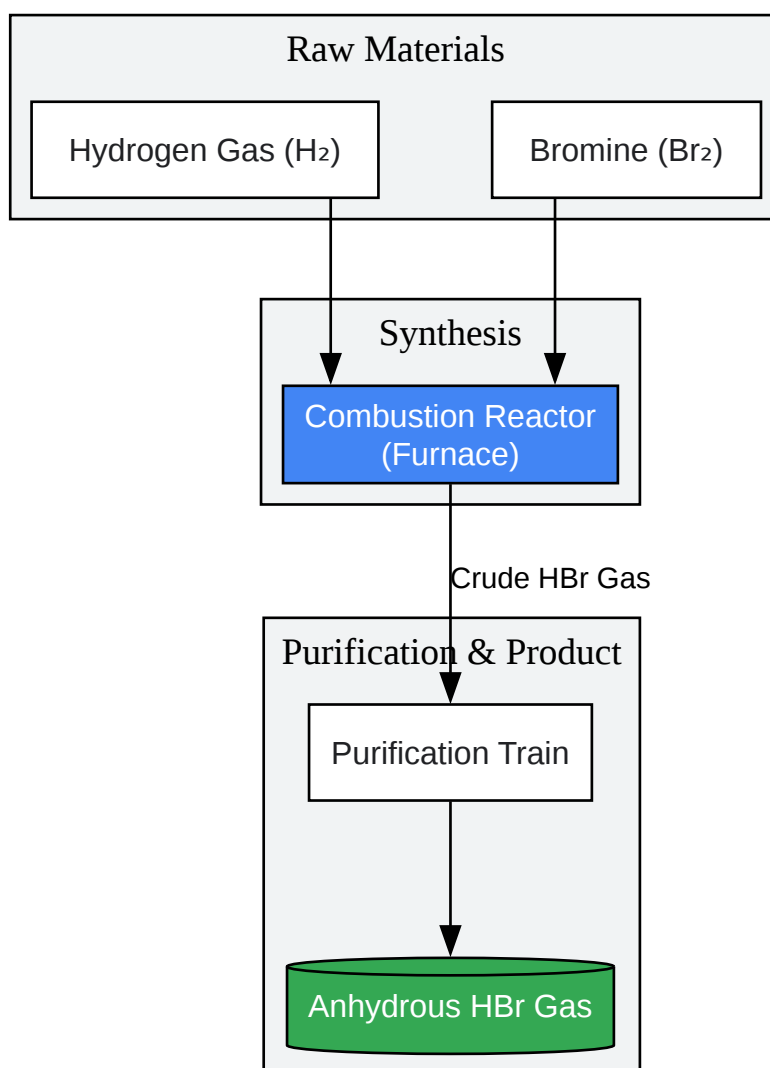 Raw Materials
Hydrogen Gas (H₂)
Bromine (Br₂)
Synthesis
Combustion Reactor
(Furnace)
Crude HBr Gas
Purification & Product
Purification Train
Anhydrous HBr Gas